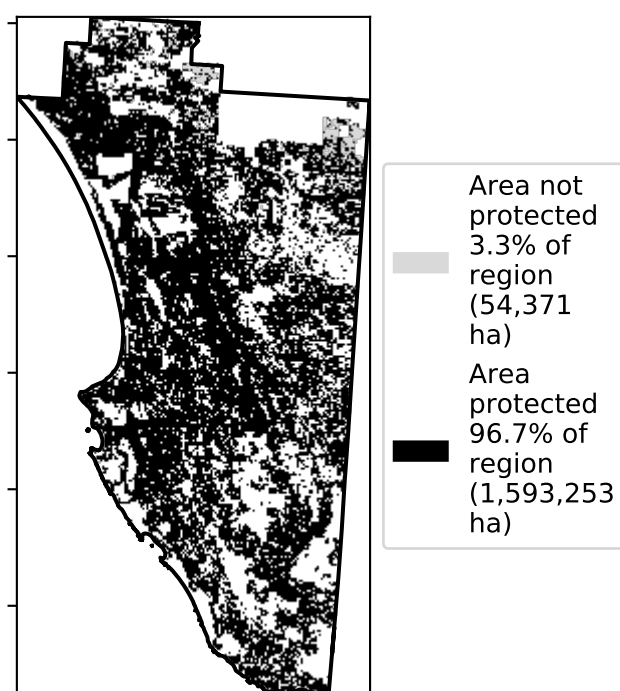 Area not
protected
3.3% of
region
(54,371
ha)
Area
protected
96.7% of
region
(1,593,253
ha)